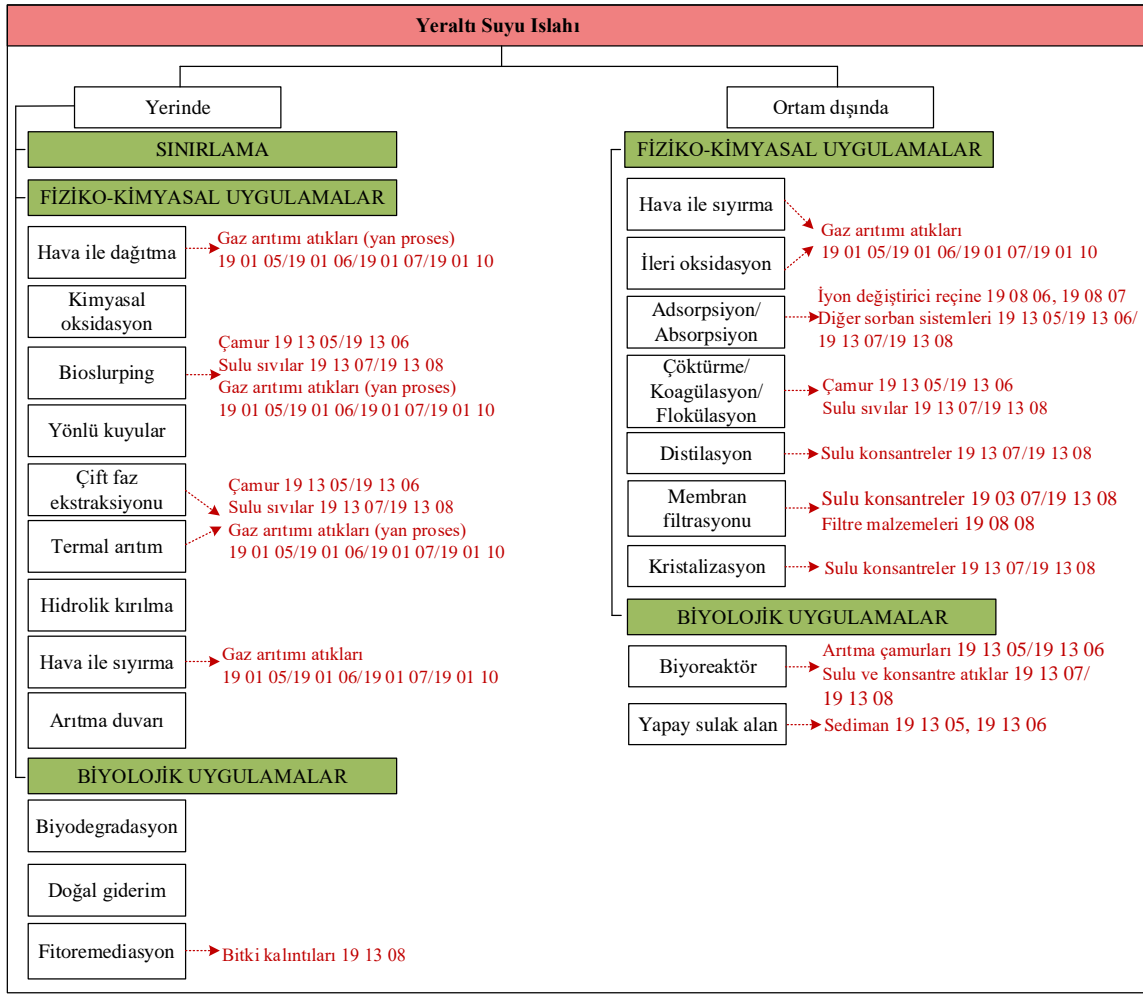 Yeraltı Suyu Islahı
Yerinde
SINIRLAMA
FİZİKO-KİMYASAL UYGULAMALAR
Hava ile dağıtma
Gaz arıtımı atıkları (yan proses)
19 01 05/19 01 06/19 01 07/19 01 10
Kimyasal
oksidasyon
Bioslurping
Çamur 19 13 05/19 13 06
Sulu sıvılar 19 13 07/19 13 08
Gaz arıtımı atıkları (yan proses)
19 01 05/19 01 06/19 01 07/19 01 10
Yönlü kuyular
Çift faz
ekstraksiyonu
Termal arıtım
Çamur 19 13 05/19 13 06
Sulu sıvılar 19 13 07/19 13 08
Gaz arıtımı atıkları (yan proses)
19 01 05/19 01 06/19 01 07/19 01 10
Hidrolik kırılma
Hava ile sıyırma
Gaz arıtımı atıkları
19 01 05/19 01 06/19 01 07/19 01 10
Arıtma duvarı
BİYOLOJİK UYGULAMALAR
Biyodegradasyon
Doğal giderim
Fitoremediasyon
Bitki kalıntıları 19 13 08
Ortam dışında
FİZİKO-KİMYASAL UYGULAMALAR
Hava ile sıyırma
İleri oksidasyon
Gaz arıtımı atıkları
19 01 05/19 01 06/19 01 07/19 01 10
Adsorpsiyon/
Absorpsiyon
İyon değiştirici reçine 19 08 06, 19 08 07
Diğer sorban sistemleri 19 13 05/19 13 06/
19 13 07/19 13 08
Çöktürme/
Koagülasyon/
Flokülasyon
Çamur 19 13 05/19 13 06
Sulu sıvılar 19 13 07/19 13 08
Distilasyon
Sulu konsantreler 19 13 07/19 13 08
Membran
filtrasyonu
Sulu konsantreler 19 03 07/19 13 08
Filtre malzemeleri 19 08 08
Kristalizasyon
Sulu konsantreler 19 13 07/19 13 08
BİYOLOJİK UYGULAMALAR
Biyoreaktör
Arıtma çamurları 19 13 05/19 13 06
Sulu ve konsantre atıklar 19 13 07/
19 13 08
Yapay sulak alan
Sediman 19 13 05, 19 13 06